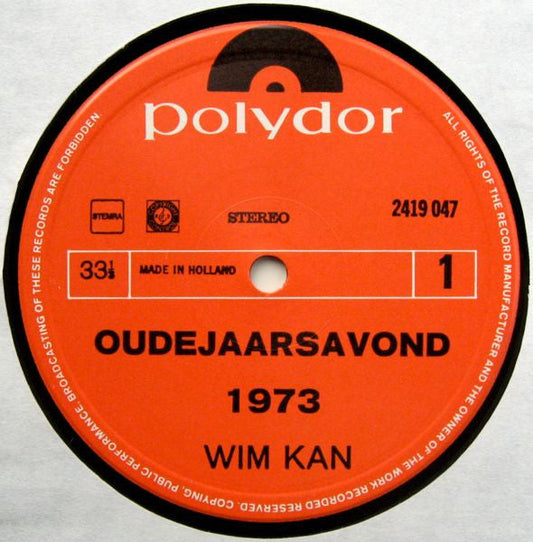 polydor
STEMRA
STEREO
2419 047
33⅓
MADE IN HOLLAND
1
OUDEJAARSAVOND
1973
WIM KAN
ALL RIGHTS OF THE RECORD MANUFACTURER AND THE OWNER OF THE WORK RECORDED RESERVED. COPYING. PUBLIC PERFORMANCE. BROADCASTING OF THESE RECORDS ARE FORBIDDEN